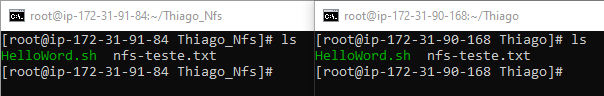 root@ip-172-31-91-84:~/Thiago_Nfs
[root@ip-172-31-91-84 Thiago_Nfs]# ls
HelloWord.sh  nfs-teste.txt
[root@ip-172-31-91-84 Thiago_Nfs]#
root@ip-172-31-90-168:~/Thiago
[root@ip-172-31-90-168 Thiago]# ls
HelloWord.sh  nfs-teste.txt
[root@ip-172-31-90-168 Thiago]#